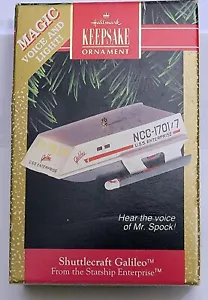 MAGIC
VOICE AND
LIGHT!
Hallmark
KEEPSAKE
ORNAMENT
NCC-1701/7
U.S.S. ENTERPRISE
Galileo
U.S.S. ENTERPRISE
Hear the voice
of Mr. Spock!
Shuttlecraft Galileo™
From the Starship Enterprise™